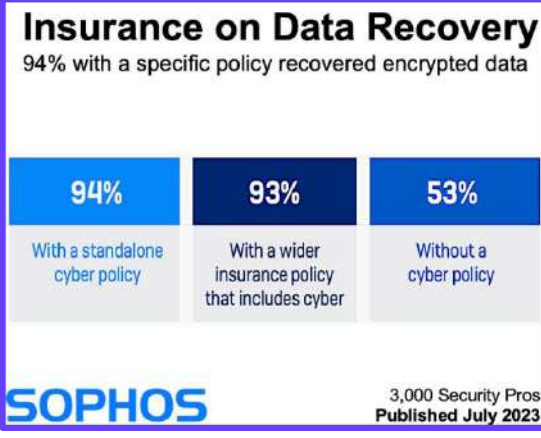 Insurance on Data Recovery
94% with a specific policy recovered encrypted data
94%
With a standalone
cyber policy
93%
With a wider
insurance policy
that includes cyber
53%
Without a
cyber policy
SOPHOS
3,000 Security Pros
Published July 2023